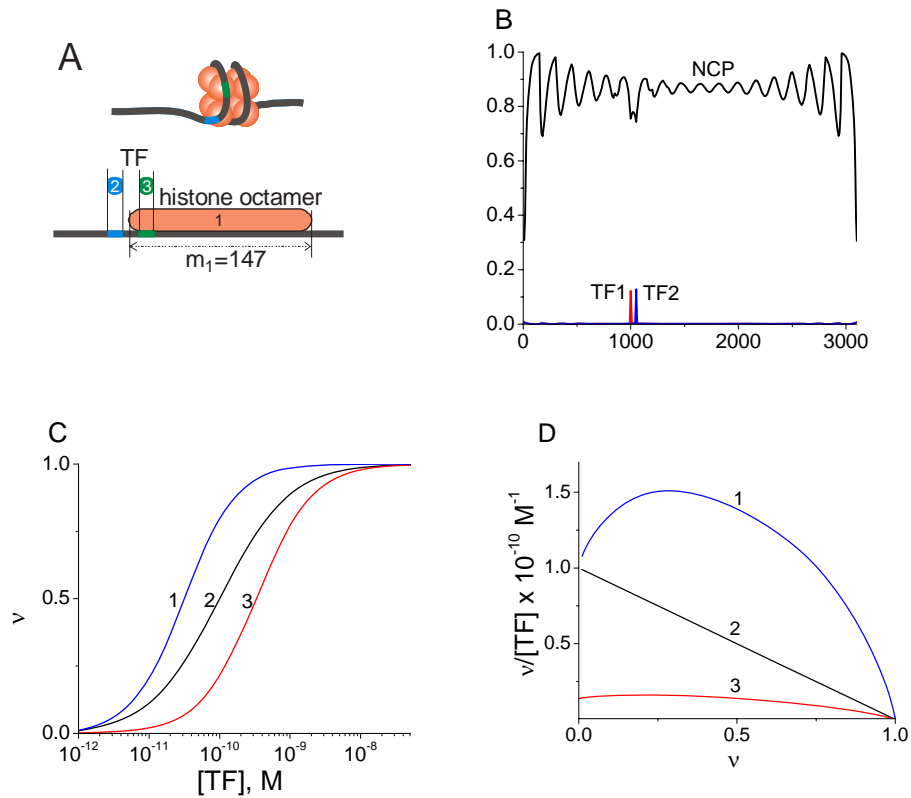 A
TF
2
3
histone octamer
1
m₁=147
B
NCP
TF1
TF2
1.0
0.8
0.6
0.4
0.2
0.0
0
1000
2000
3000
C
ν
1.0
0.5
0.0
1
2
3
10⁻¹²
10⁻¹¹
10⁻¹⁰
10⁻⁹
10⁻⁸
[TF], M
D
ν/[TF] x 10⁻¹⁰ M⁻¹
1.5
1.0
0.5
1
2
3
0.0
0.5
1.0
ν